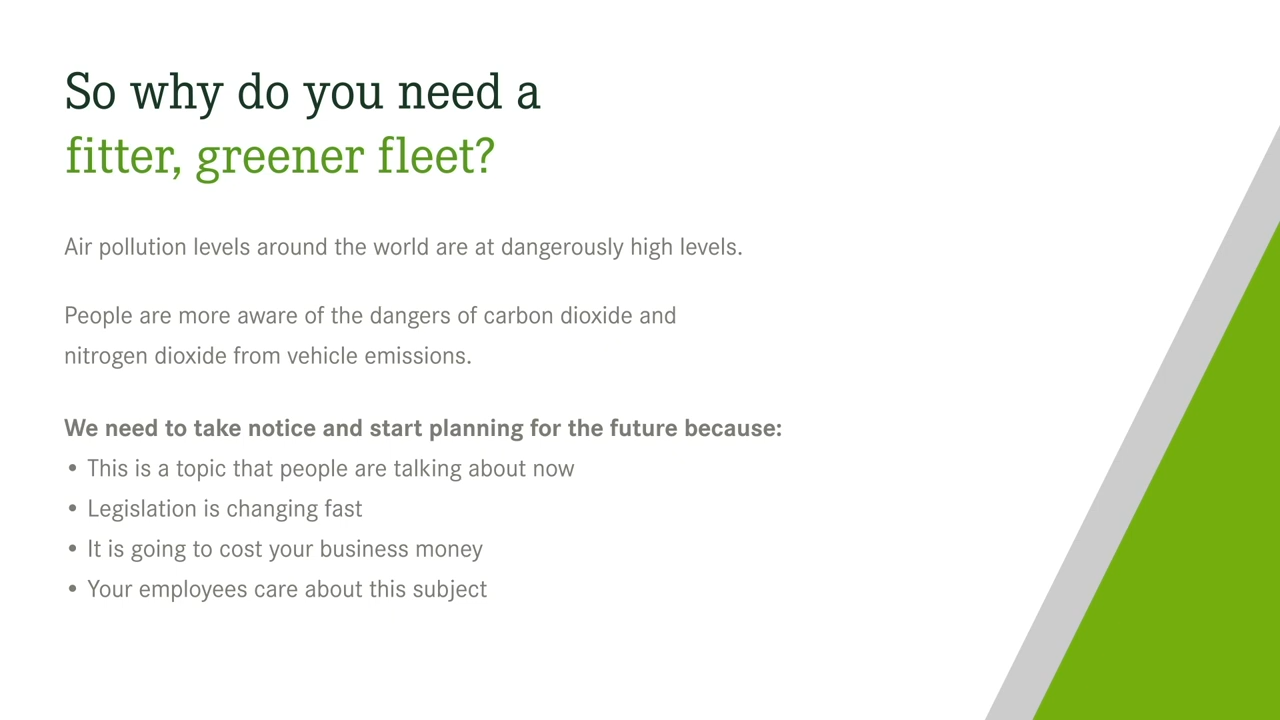 So why do you need a
fitter, greener fleet?
Air pollution levels around the world are at dangerously high levels.
People are more aware of the dangers of carbon dioxide and
nitrogen dioxide from vehicle emissions.
We need to take notice and start planning for the future because:
• This is a topic that people are talking about now
• Legislation is changing fast
• It is going to cost your business money
• Your employees care about this subject